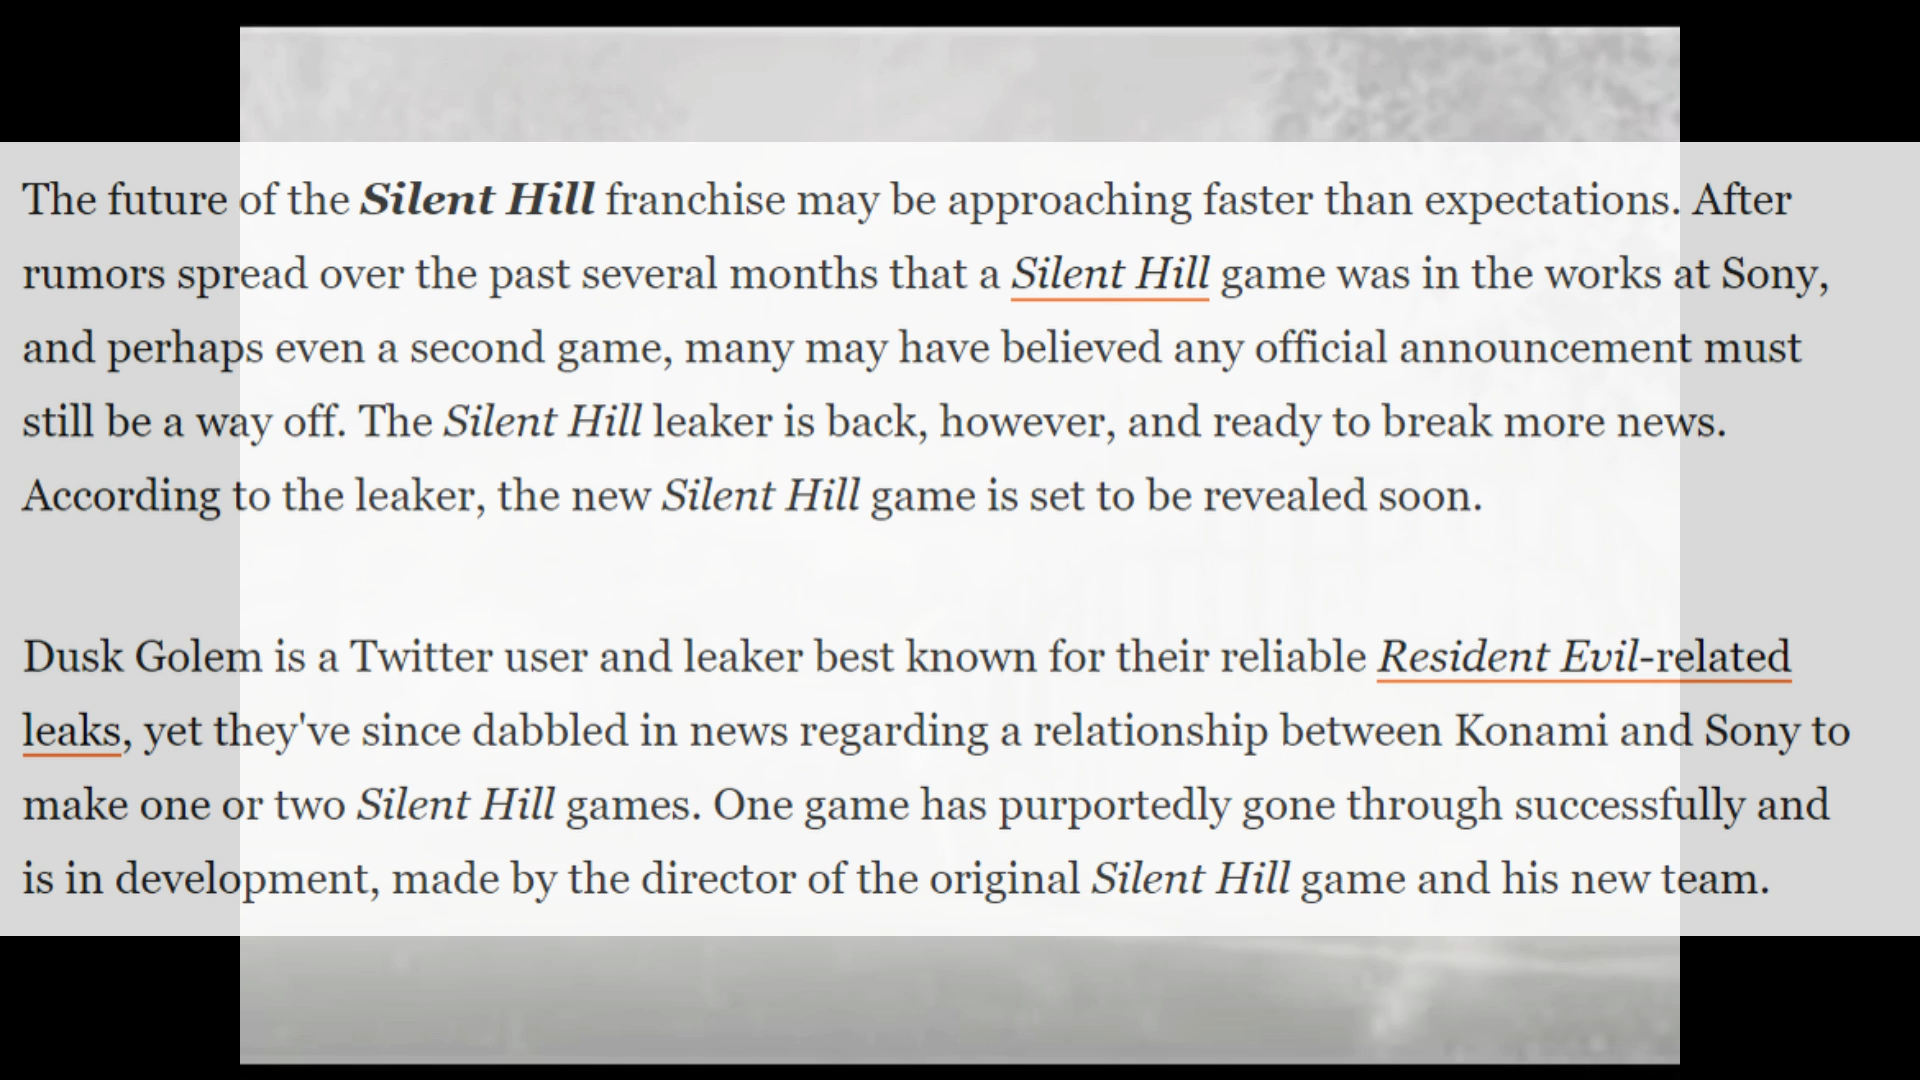 The future of the Silent Hill franchise may be approaching faster than expectations. After
rumors spread over the past several months that a Silent Hill game was in the works at Sony,
and perhaps even a second game, many may have believed any official announcement must
still be a way off. The Silent Hill leaker is back, however, and ready to break more news.
According to the leaker, the new Silent Hill game is set to be revealed soon.
Dusk Golem is a Twitter user and leaker best known for their reliable Resident Evil-related
leaks, yet they've since dabbled in news regarding a relationship between Konami and Sony to
make one or two Silent Hill games. One game has purportedly gone through successfully and
is in development, made by the director of the original Silent Hill game and his new team.